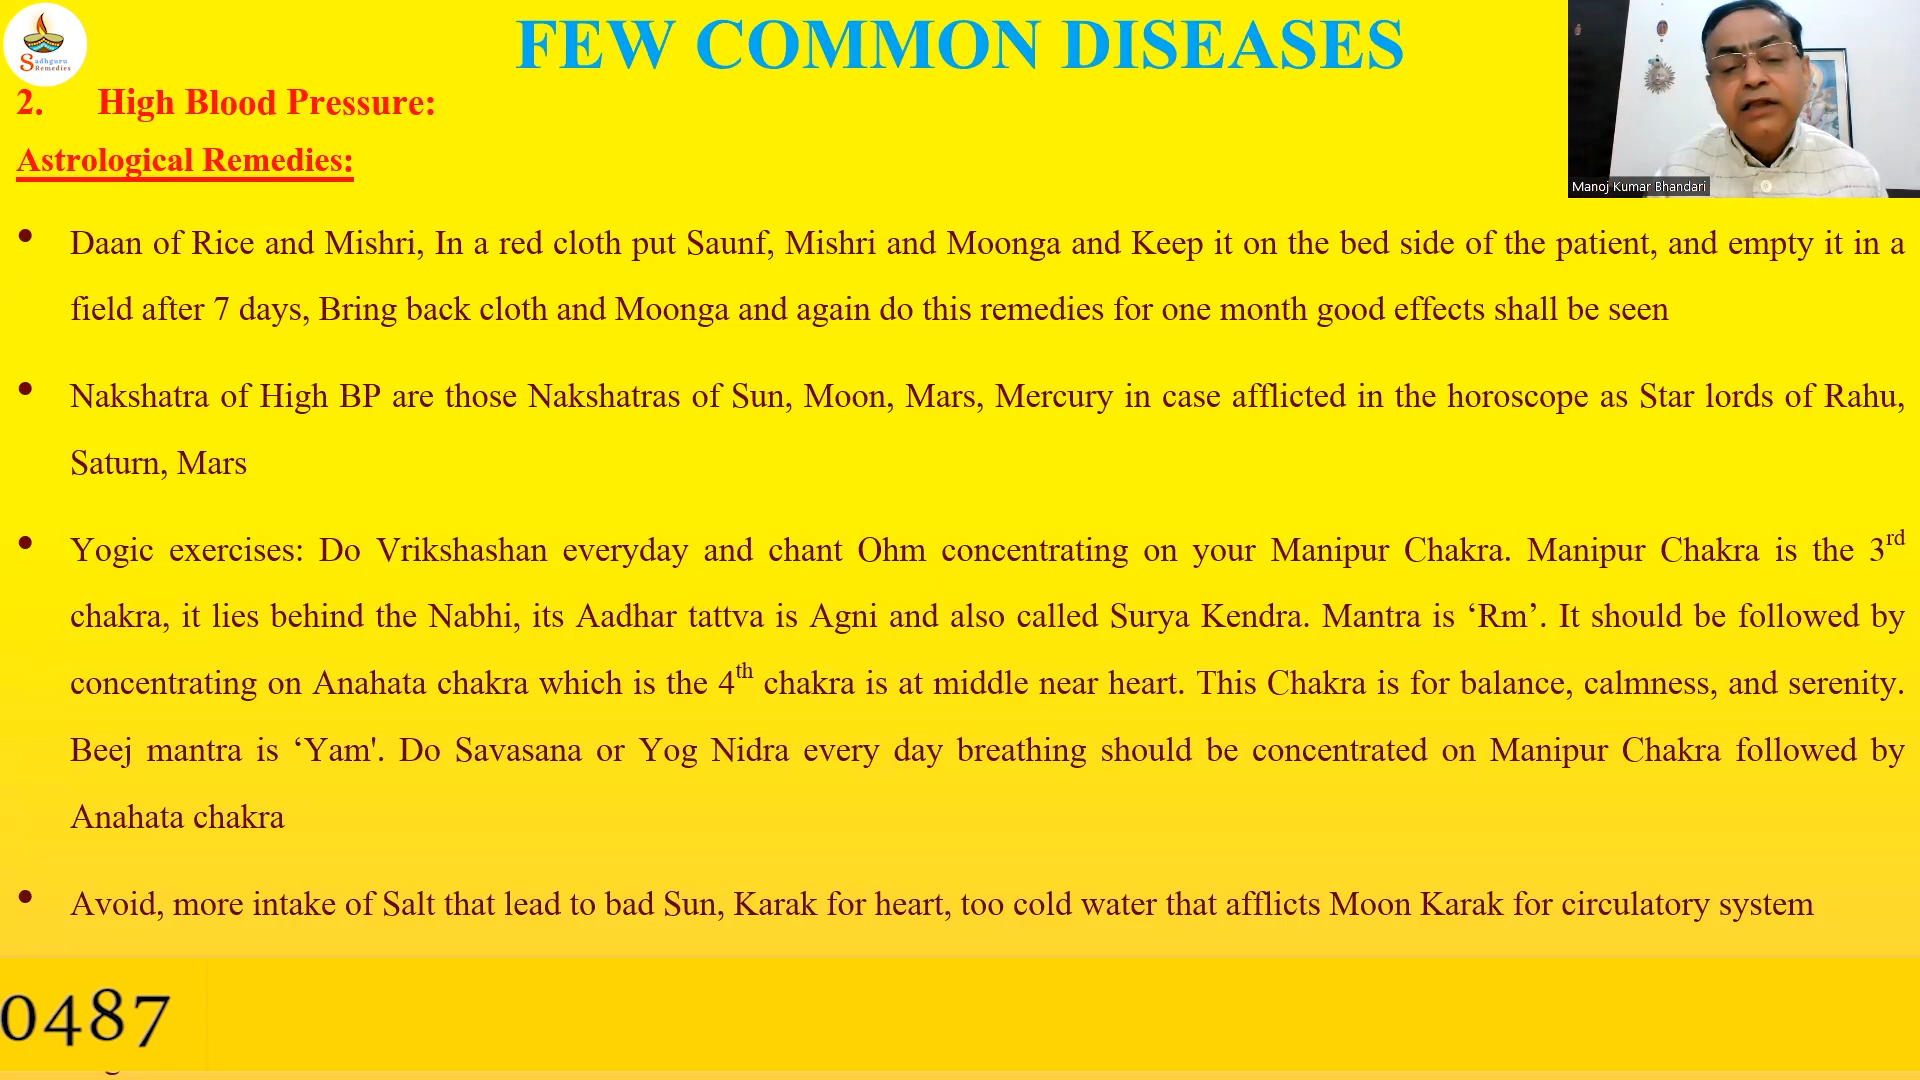 Sadhguru
Remedies
FEW COMMON DISEASES
2. High Blood Pressure:
Manoj Kumar Bhandari
Astrological Remedies:
• Daan of Rice and Mishri, In a red cloth put Saunf, Mishri and Moonga and Keep it on the bed side of the patient, and empty it in a
field after 7 days, Bring back cloth and Moonga and again do this remedies for one month good effects shall be seen
• Nakshatra of High BP are those Nakshatras of Sun, Moon, Mars, Mercury in case afflicted in the horoscope as Star lords of Rahu,
Saturn, Mars
• Yogic exercises: Do Vrikshashan everyday and chant Ohm concentrating on your Manipur Chakra. Manipur Chakra is the 3rd
chakra, it lies behind the Nabhi, its Aadhar tattva is Agni and also called Surya Kendra. Mantra is ‘Rm’. It should be followed by
concentrating on Anahata chakra which is the 4th chakra is at middle near heart. This Chakra is for balance, calmness, and serenity.
Beej mantra is ‘Yam'. Do Savasana or Yog Nidra every day breathing should be concentrated on Manipur Chakra followed by
Anahata chakra
• Avoid, more intake of Salt that lead to bad Sun, Karak for heart, too cold water that afflicts Moon Karak for circulatory system
0487